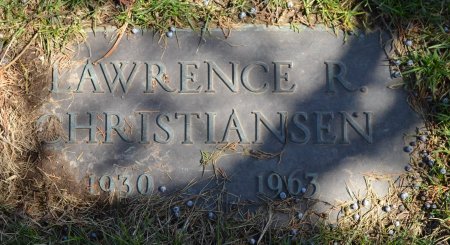 LAWRENCE R.
CHRISTIANSEN
1930 1963